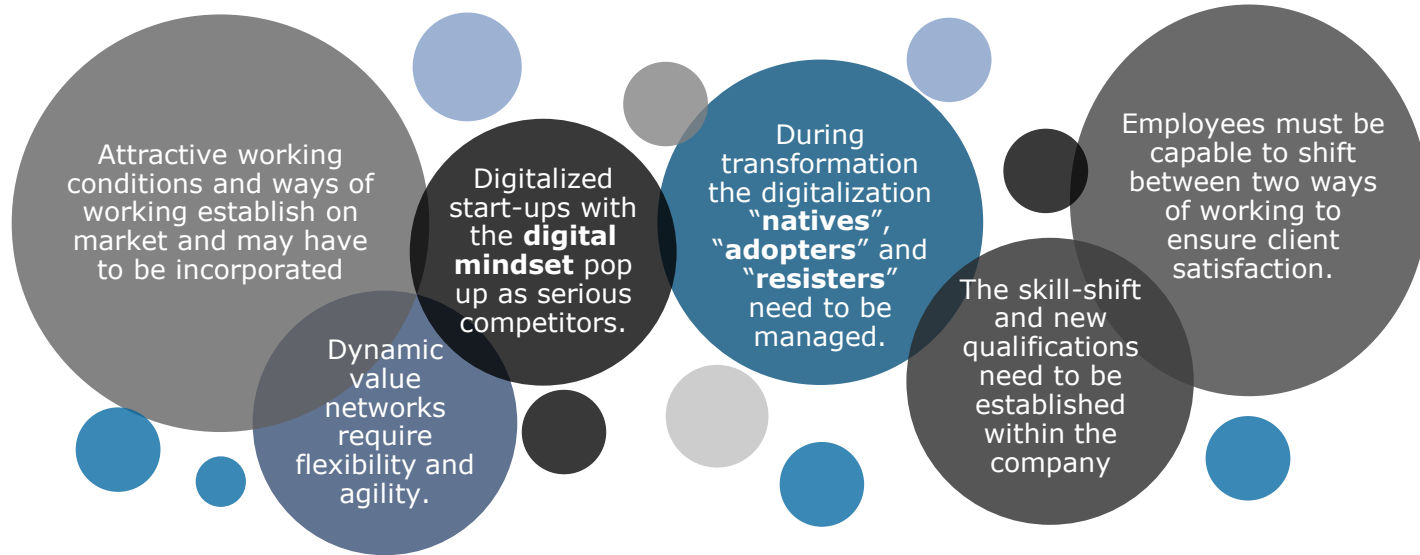 Attractive working
conditions and ways of
working establish on
market and may have
to be incorporated
Dynamic
value
networks
require
flexibility and
agility.
Digitalized
start-ups with
the digital
mindset pop
up as serious
competitors.
During
transformation
the digitalization
“natives”,
“adopters” and
“resisters”
need to be
managed.
The skill-shift
and new
qualifications
need to be
established
within the
company
Employees must be
capable to shift
between two ways
of working to
ensure client
satisfaction.